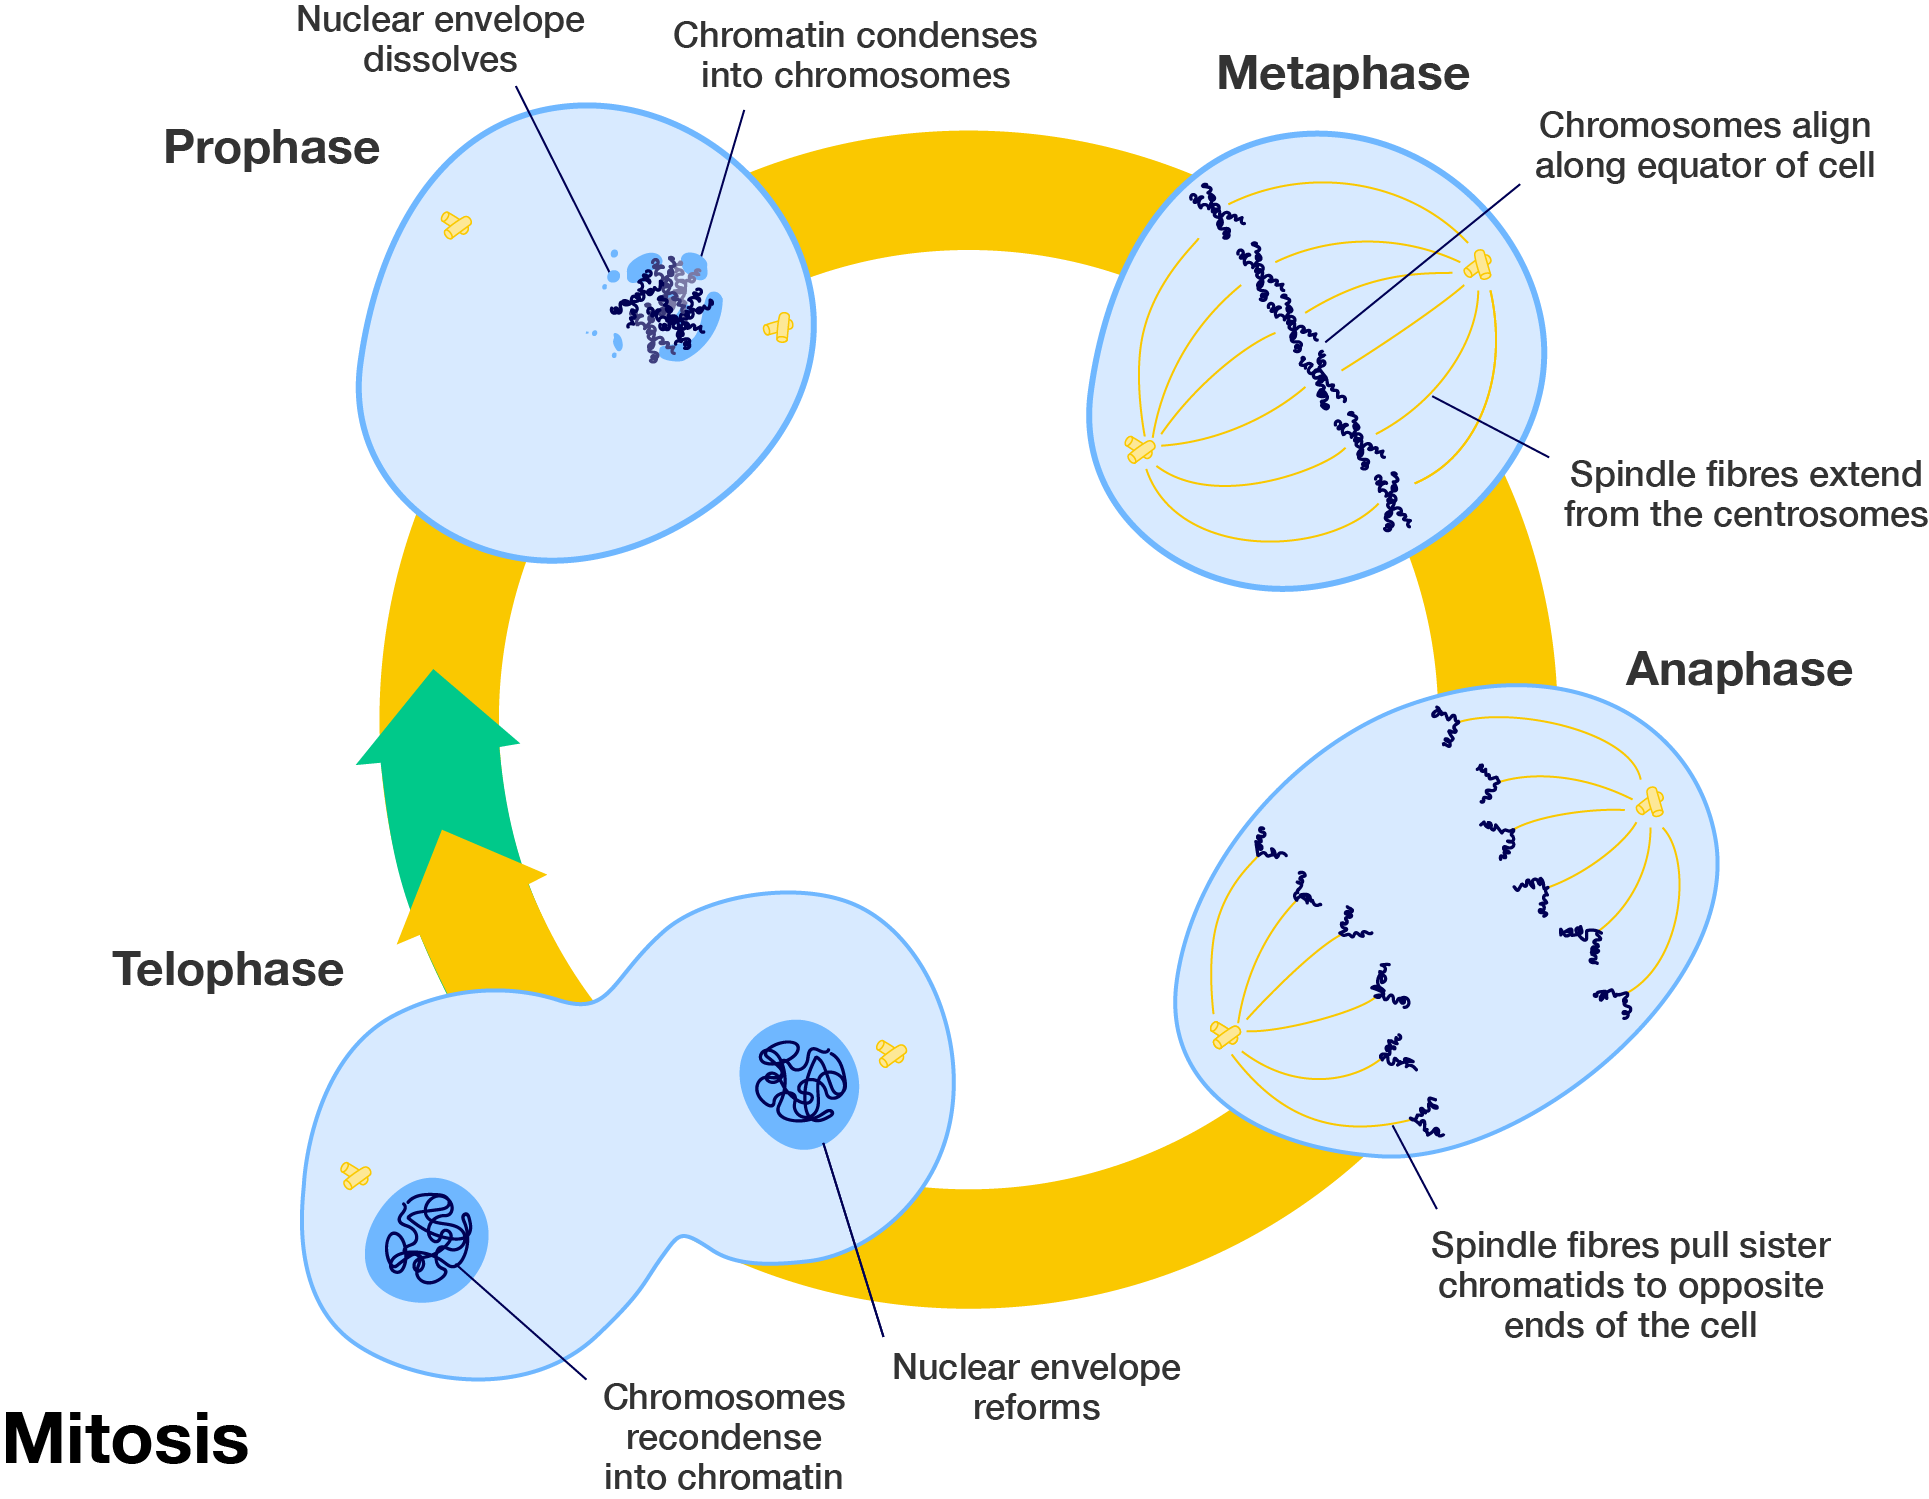 Nuclear envelope
dissolves
Chromatin condenses
into chromosomes
Metaphase
Prophase
Chromosomes align
along equator of cell
Spindle fibres extend
from the centrosomes
Anaphase
Telophase
Spindle fibres pull sister
chromatids to opposite
ends of the cell
Nuclear envelope
reforms
Chromosomes
recondense
into chromatin
Mitosis